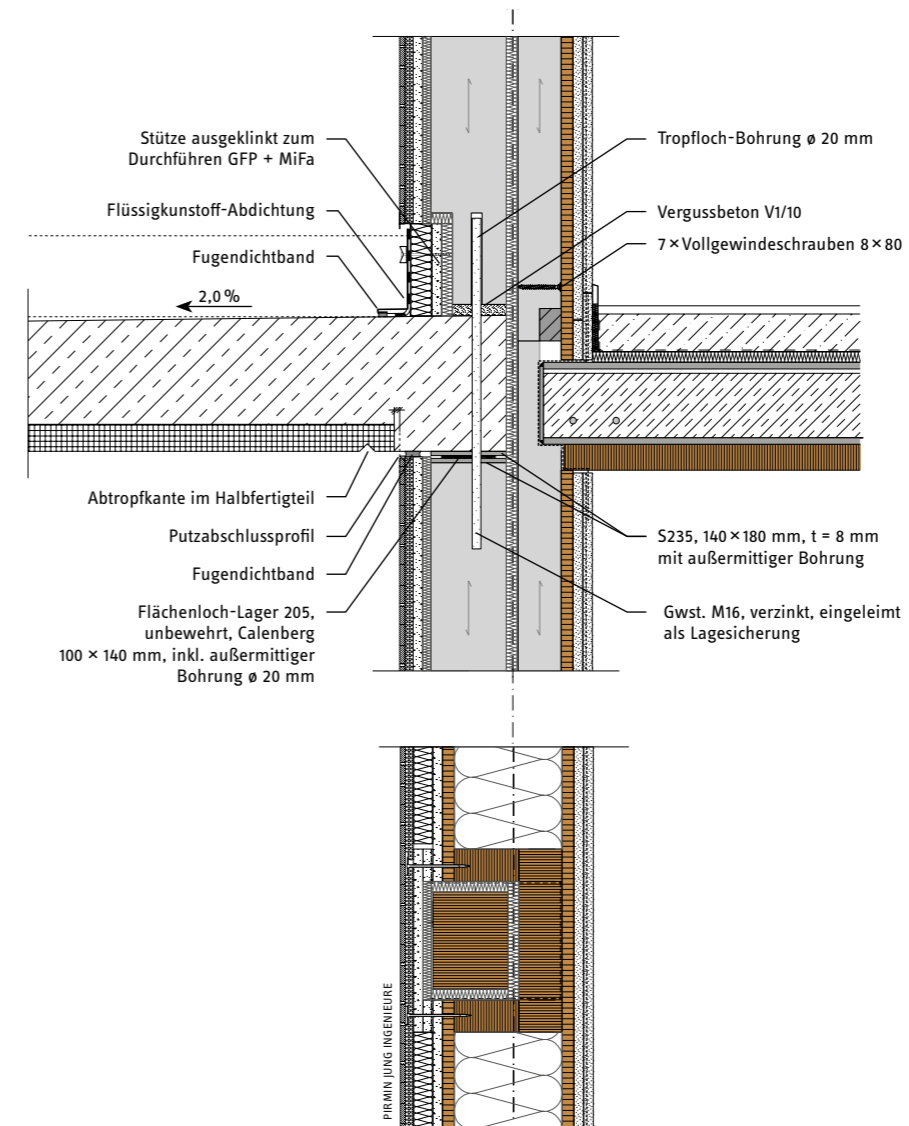 Stütze ausgeklinkt zum
Durchführen GFP + MiFa
Flüssigkunstoff-Abdichtung
Fugendichtband
2,0 %
Abtropfkante im Halbfertigteil
Putzabschlussprofil
Fugendichtband
Flächenloch-Lager 205,
unbewehrt, Calenberg
100 × 140 mm, inkl. außermittiger
Bohrung ø 20 mm
Tropfloch-Bohrung ø 20 mm
Vergussbeton V1/10
7 × Vollgewindeschrauben 8 × 80
S235, 140 × 180 mm, t = 8 mm
mit außermittiger Bohrung
Gwst. M16, verzinkt, eingeleimt
als Lagesicherung
PIRMIN JUNG INGENIEURE